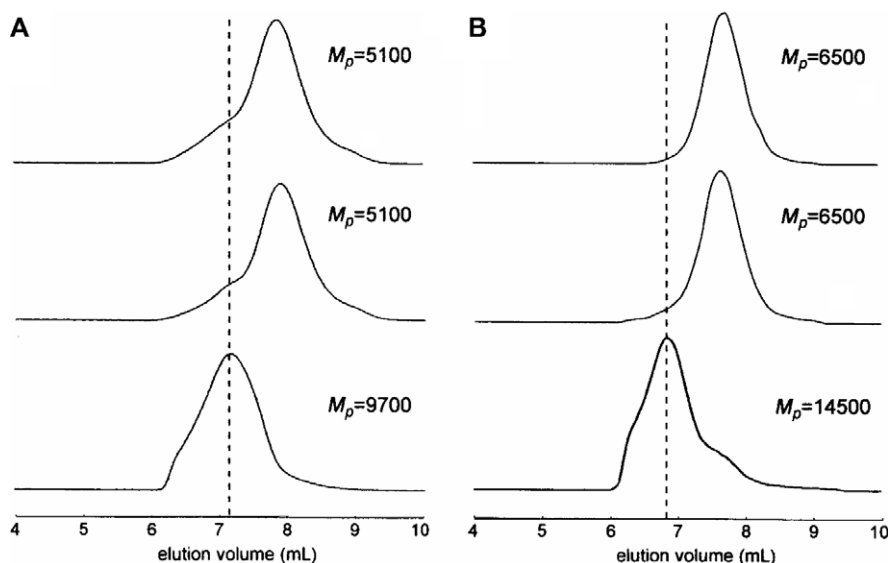 A
M_p=5100
M_p=5100
M_p=9700
4 5 6 7 8 9 10
elution volume (mL)
B
M_p=6500
M_p=6500
M_p=14500
4 5 6 7 8 9 10
elution volume (mL)